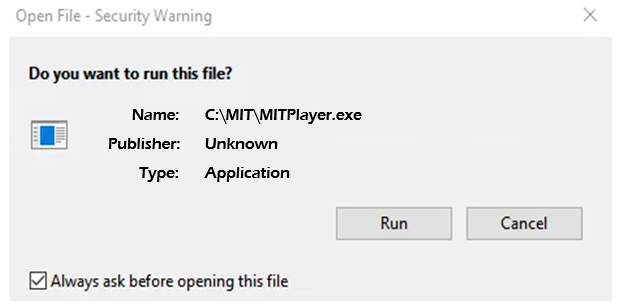 Open File - Security Warning
Do you want to run this file?
Name: C:\MIT\MITPlayer.exe
Publisher: Unknown
Type: Application
Run Cancel
Always ask before opening this file